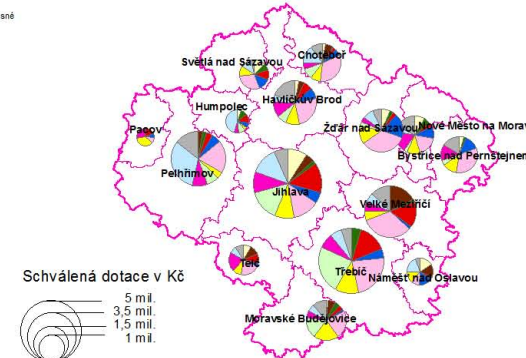 sné
Chotěboř
Světlá nad Sázavou
Havlíčkův Brod
Humpolec
Pacov
Žďár nad Sázavou
Nové Město na Morav
Bystřice nad Pernštejnem
Pelhřimov
Jihlava
Velké Meziříčí
Telč
Třebíč
Náměšť nad Oslavou
Moravské Budějovice
Schválená dotace v Kč
5 mil.
3,5 mil.
1,5 mil.
1 mil.